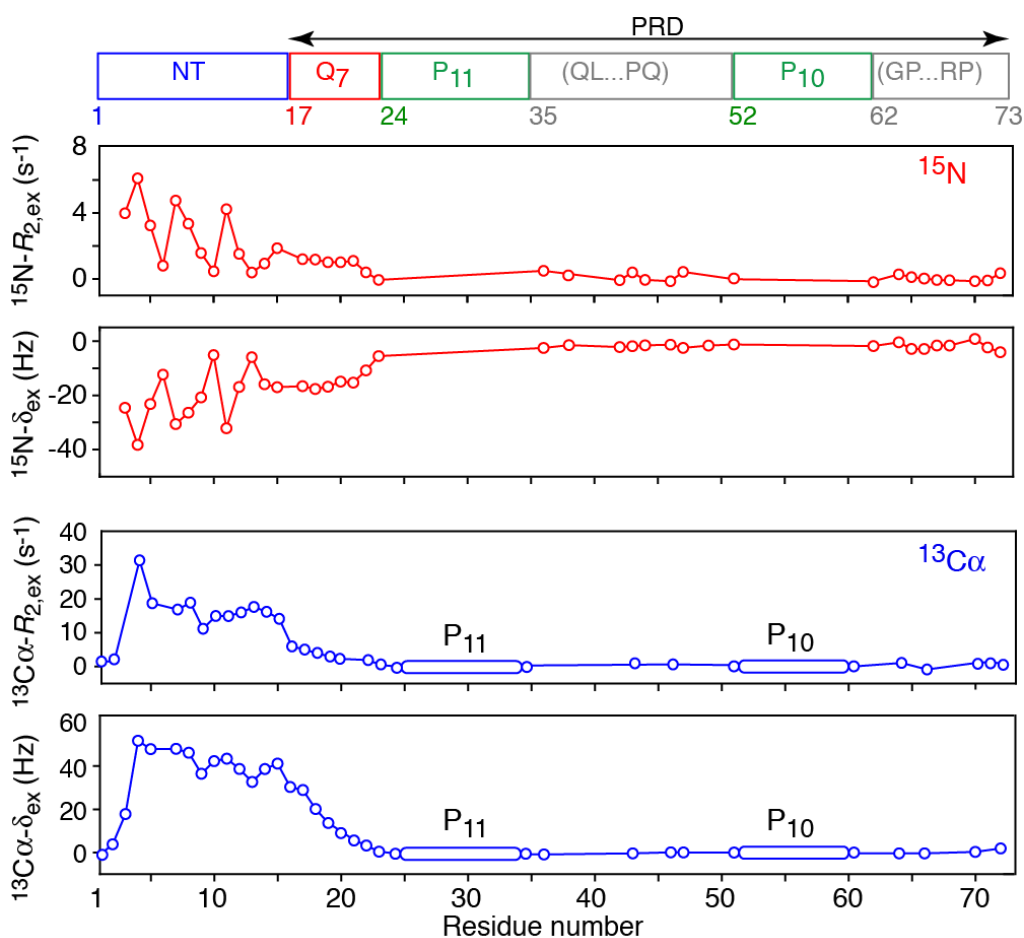 PRD
NT Q7 P11 (QL...PQ) P10 (GP...RP)
1 17 24 35 52 62 73
15N-R2,ex (s-1)
8
4
0
15N
15N-δex (Hz)
0
-20
-40
13Cα-R2,ex (s-1)
40
30
20
10
0
13Cα
P11 P10
13Cα-δex (Hz)
60
40
20
0
P11 P10
1 10 20 30 40 50 60 70
Residue number